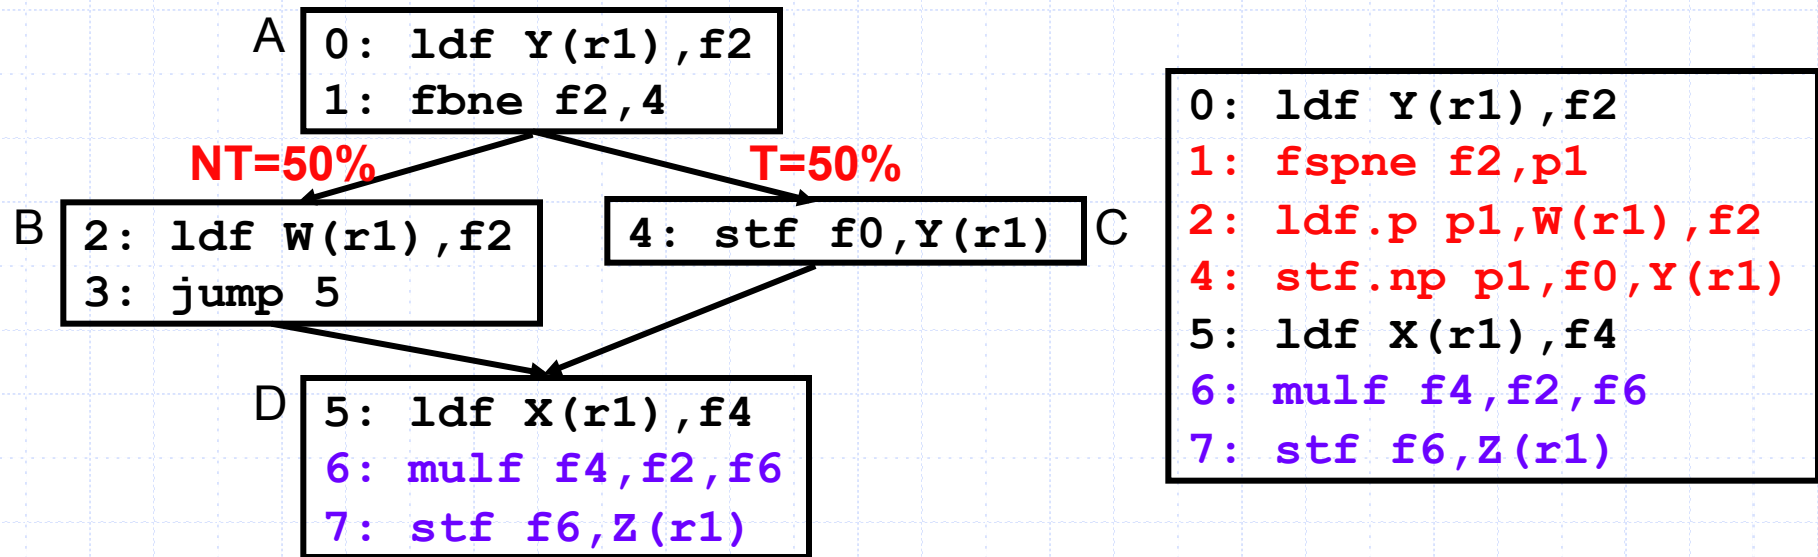 A
0: ldf Y(r1),f2
1: fbne f2,4
NT=50%
T=50%
B
2: ldf W(r1),f2
3: jump 5
4: stf f0,Y(r1)
C
D
5: ldf X(r1),f4
6: mulf f4,f2,f6
7: stf f6,Z(r1)
0: ldf Y(r1),f2
1: fspne f2,p1
2: ldf.p p1,W(r1),f2
4: stf.np p1,f0,Y(r1)
5: ldf X(r1),f4
6: mulf f4,f2,f6
7: stf f6,Z(r1)